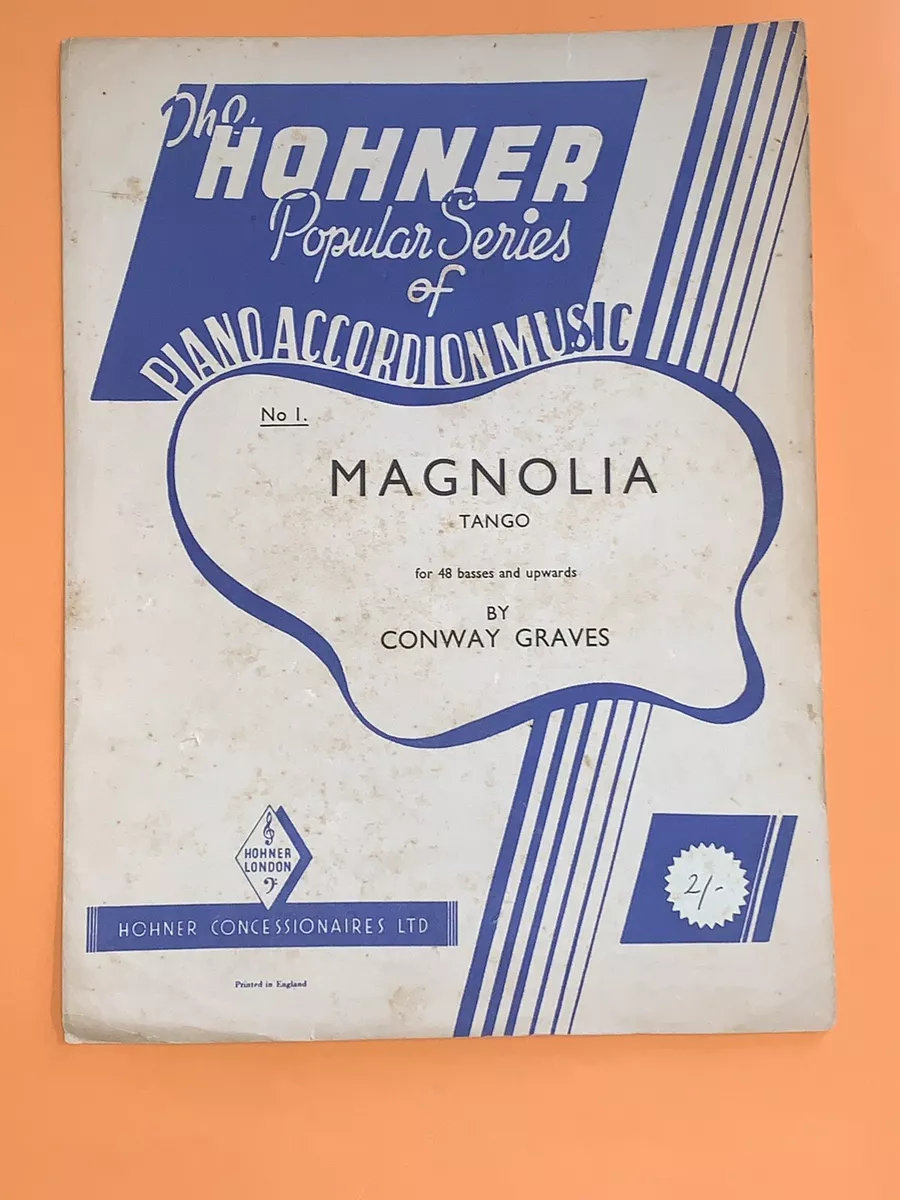 The
HOHNER
Popular Series
of
PIANO ACCORDION MUSIC
No 1.
MAGNOLIA
TANGO
for 48 basses and upwards
BY
CONWAY GRAVES
HOHNER
LONDON
HOHNER CONCESSIONAIRES LTD
2/-
Printed in England